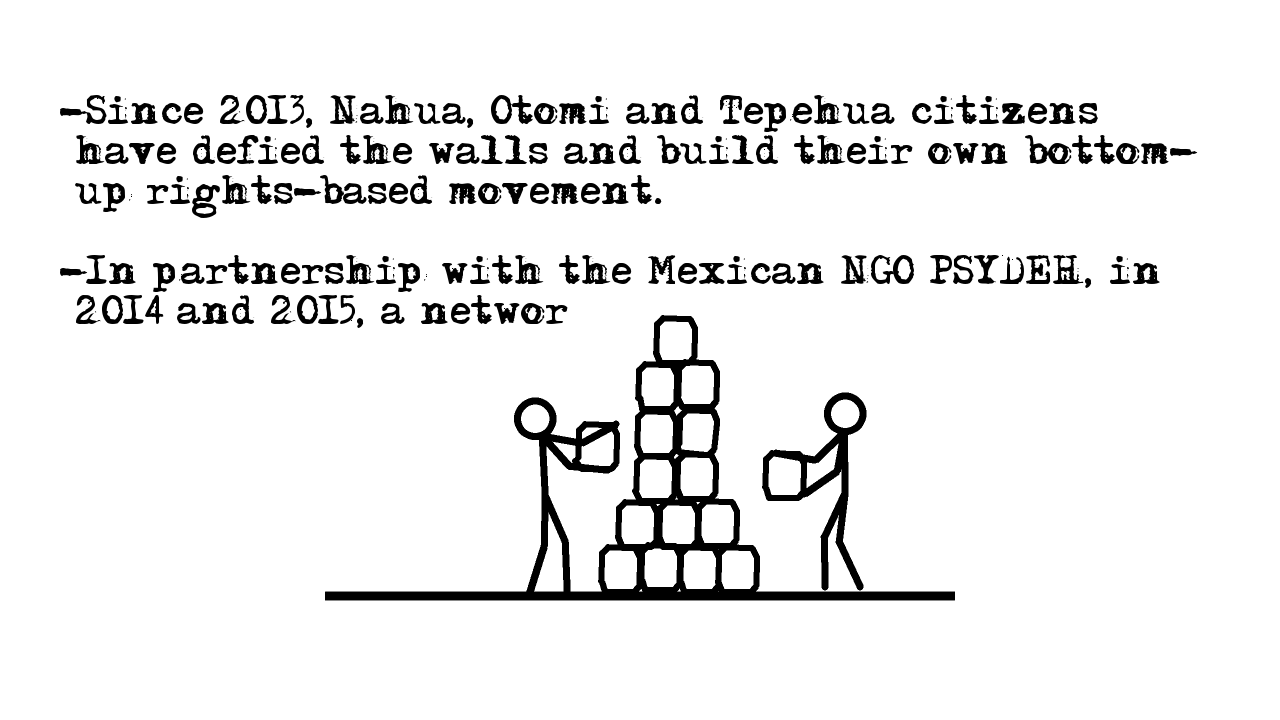 -Since 2013, Nahua, Otomi and Tepehua citizens
have defied the walls and build their own bottom-
up rights-based movement.
-In partnership with the Mexican NGO PSYDEH, in
2014 and 2015, a networ